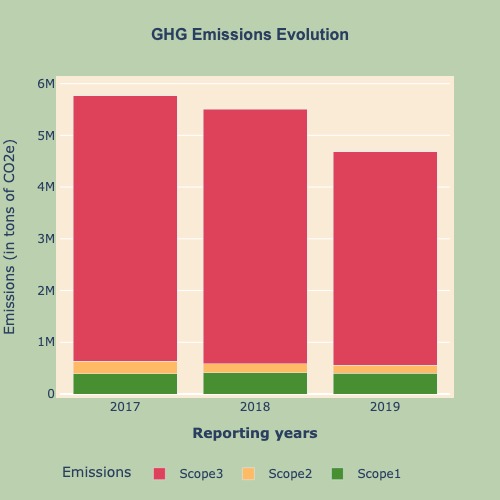 GHG Emissions Evolution
Emissions (in tons of CO2e)
6M
5M
4M
3M
2M
1M
0
2017 2018 2019
Reporting years
Emissions Scope3 Scope2 Scope1